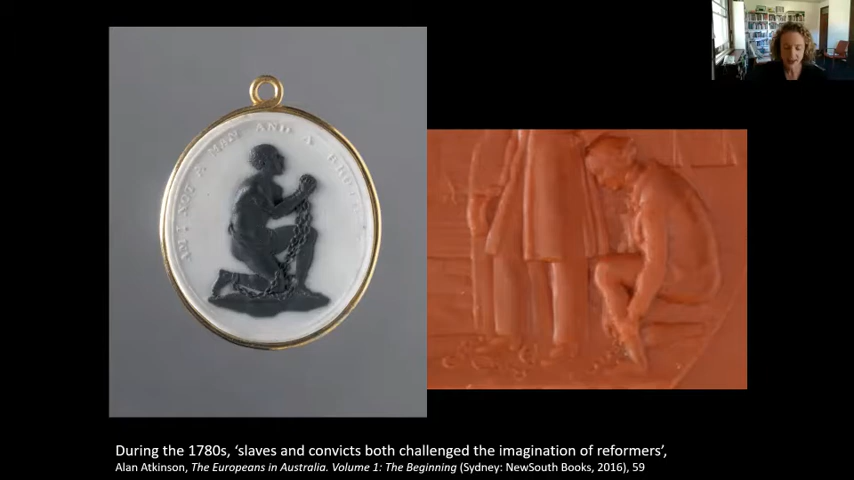 AM I NOT A MAN AND A BROT
During the 1780s, ‘slaves and convicts both challenged the imagination of reformers’,
Alan Atkinson, The Europeans in Australia. Volume 1: The Beginning (Sydney: NewSouth Books, 2016), 59